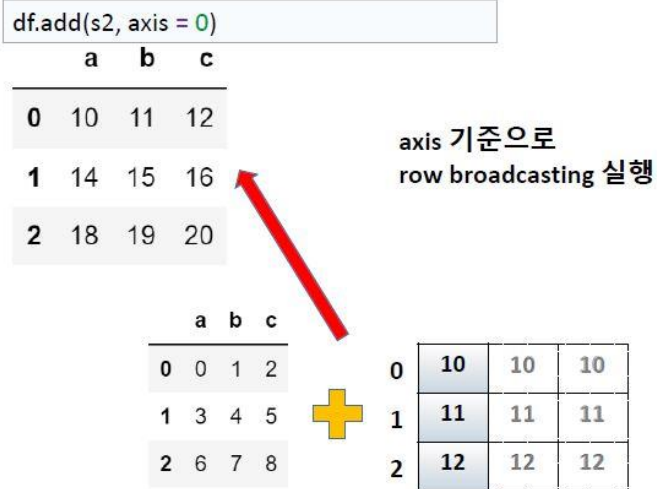 df.add(s2, axis = 0)
a b c
0 10 11 12
1 14 15 16
2 18 19 20
axis 기준으로
row broadcasting 실행
a b c
0 0 1 2
1 3 4 5
2 6 7 8
0 10 10 10
1 11 11 11
2 12 12 12